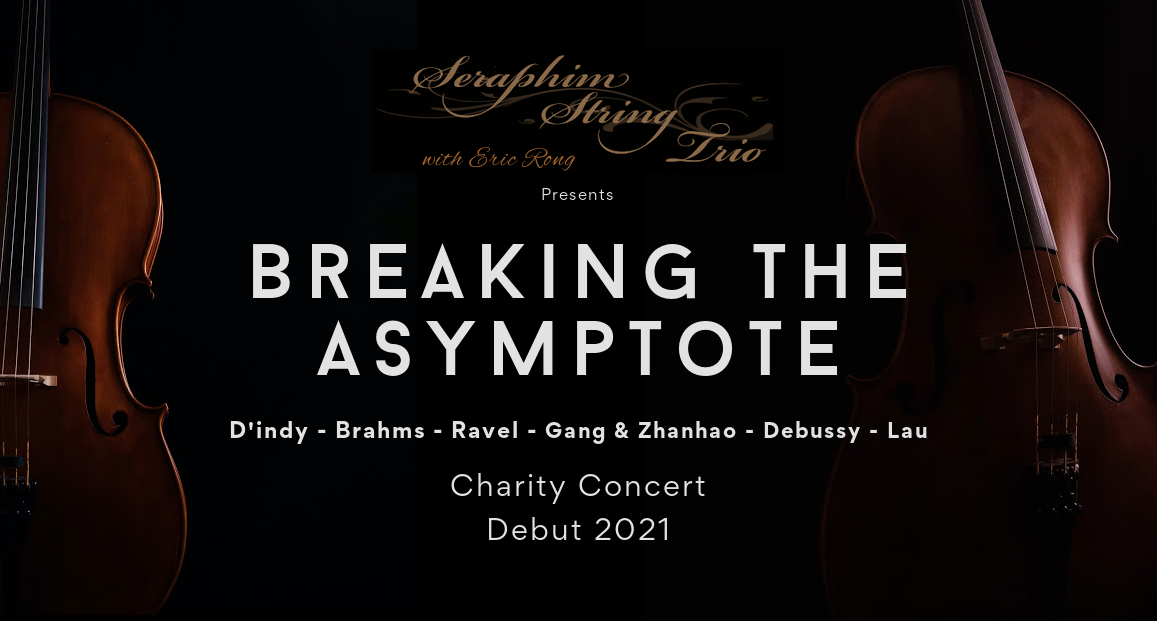 Seraphim
String
Trio
with Eric Rong
Presents
BREAKING THE
ASYMPTOTE
D'indy - Brahms - Ravel - Gang & Zhanhao - Debussy - Lau
Charity Concert
Debut 2021